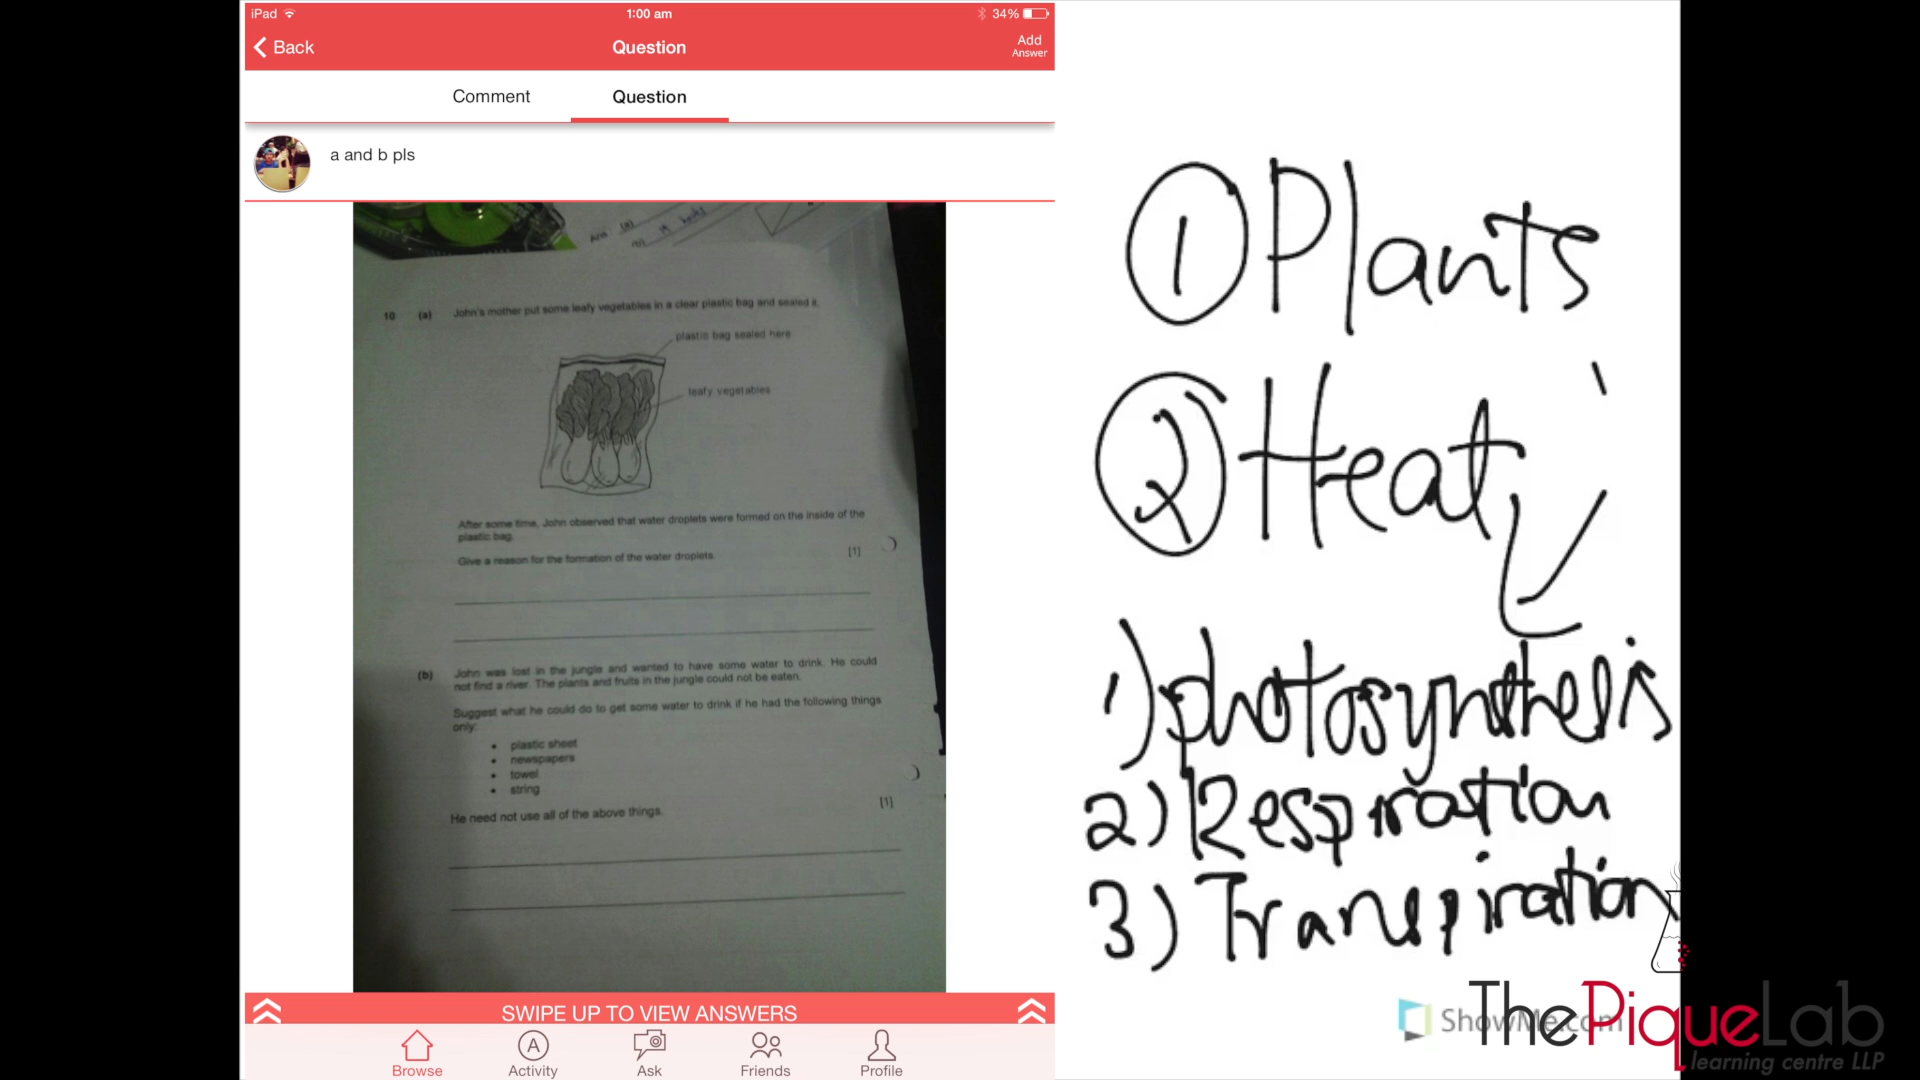 iPad
1:00 am
34%
Back
Question
Add
Answer
Comment
Question
a and b pls
Ans (a)
10 (a) John's mother put some leafy vegetables in a clear plastic bag and sealed it.
plastic bag sealed here
leafy vegetables
After some time, John observed that water droplets were formed on the inside of the
plastic bag.
Give a reason for the formation of the water droplets. [1]
(b) John was lost in the jungle and wanted to have some water to drink. He could
not find a river. The plants and fruits in the jungle could not be eaten.
Suggest what he could do to get some water to drink if he had the following things
only:
• plastic sheet
• newspapers
• towel
• string
He need not use all of the above things. [1]
SWIPE UP TO VIEW ANSWERS
Browse
Activity
Ask
Friends
Profile
1 Plants
2 Heat
1) photosynthesis
2) Respiration
3) Transpiration
ShowMe.com
ThePiqueLab
learning centre LLP